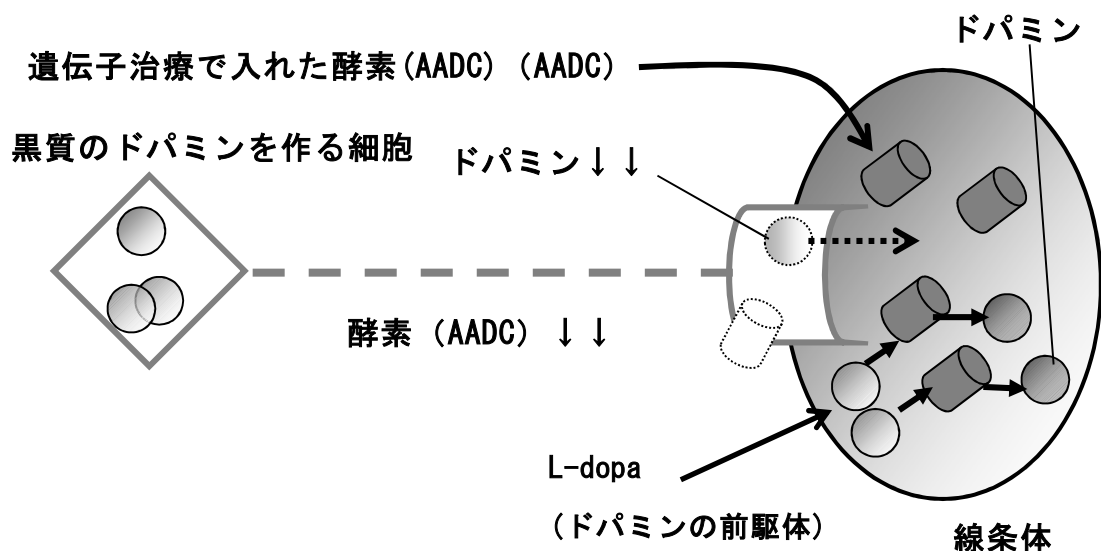 ドパミン
遺伝子治療で入れた酵素(AADC)（AADC）
黒質のドパミンを作る細胞
ドパミン↓↓
酵素（AADC）↓↓
L-dopa
（ドパミンの前駆体）
線条体